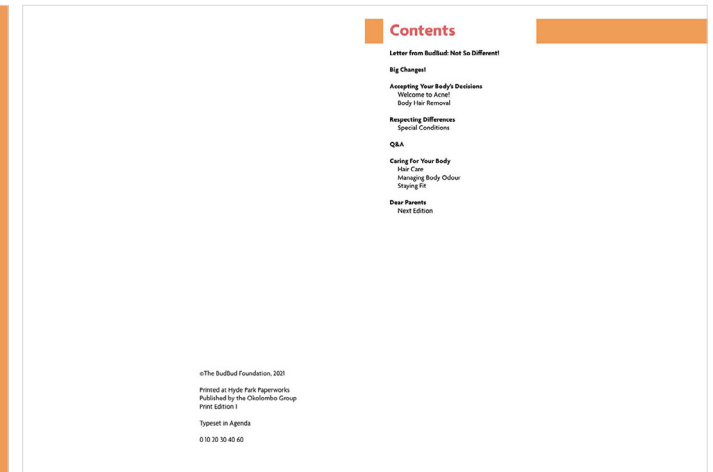 Contents
Letter from BudBud: Not So Different!
Big Changes!
Accepting Your Body's Decisions
Welcome to Acne!
Body Hair Removal
Respecting Differences
Special Conditions
Q&A
Caring For Your Body
Hair Care
Managing Body Odour
Staying Fit
Dear Parents
Next Edition
©The BudBud Foundation, 2021
Printed at Hyde Park Paperworks
Published by the Okolombo Group
Print Edition 1
Typeset in Agenda
0 10 20 30 40 60